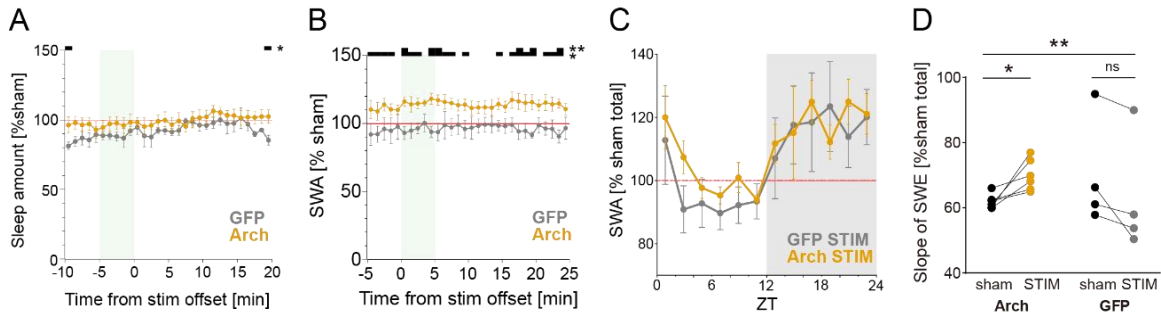 A
Sleep amount [%sham]
150
100
50
0
-10
-5
0
5
10
15
20
*
GFP
Arch
Time from stim offset [min]
B
SWA [% sham]
150
100
50
0
-5
0
5
10
15
20
25
**
*
GFP
Arch
Time from stim offset [min]
C
SWA [% sham total]
140
120
100
80
0
12
24
GFP STIM
Arch STIM
ZT
D
Slope of SWE [%sham total]
100
80
60
40
**
*
ns
sham STIM
sham STIM
Arch
GFP